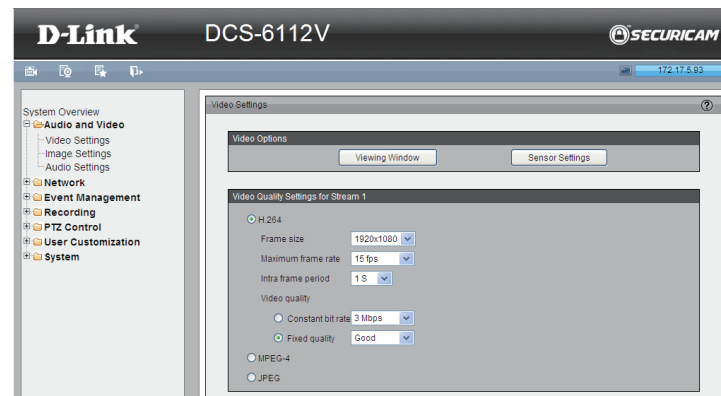 D-Link
DCS-6112V
SECURICAM
172.17.5.93
System Overview
Audio and Video
Video Settings
Image Settings
Audio Settings
Network
Event Management
Recording
PTZ Control
User Customization
System
Video Settings
?
Video Options
Viewing Window Sensor Settings
Video Quality Settings for Stream 1
H.264
Frame size 1920x1080
Maximum frame rate 15 fps
Intra frame period 1 S
Video quality
Constant bit rate 3 Mbps
Fixed quality Good
MPEG-4
JPEG